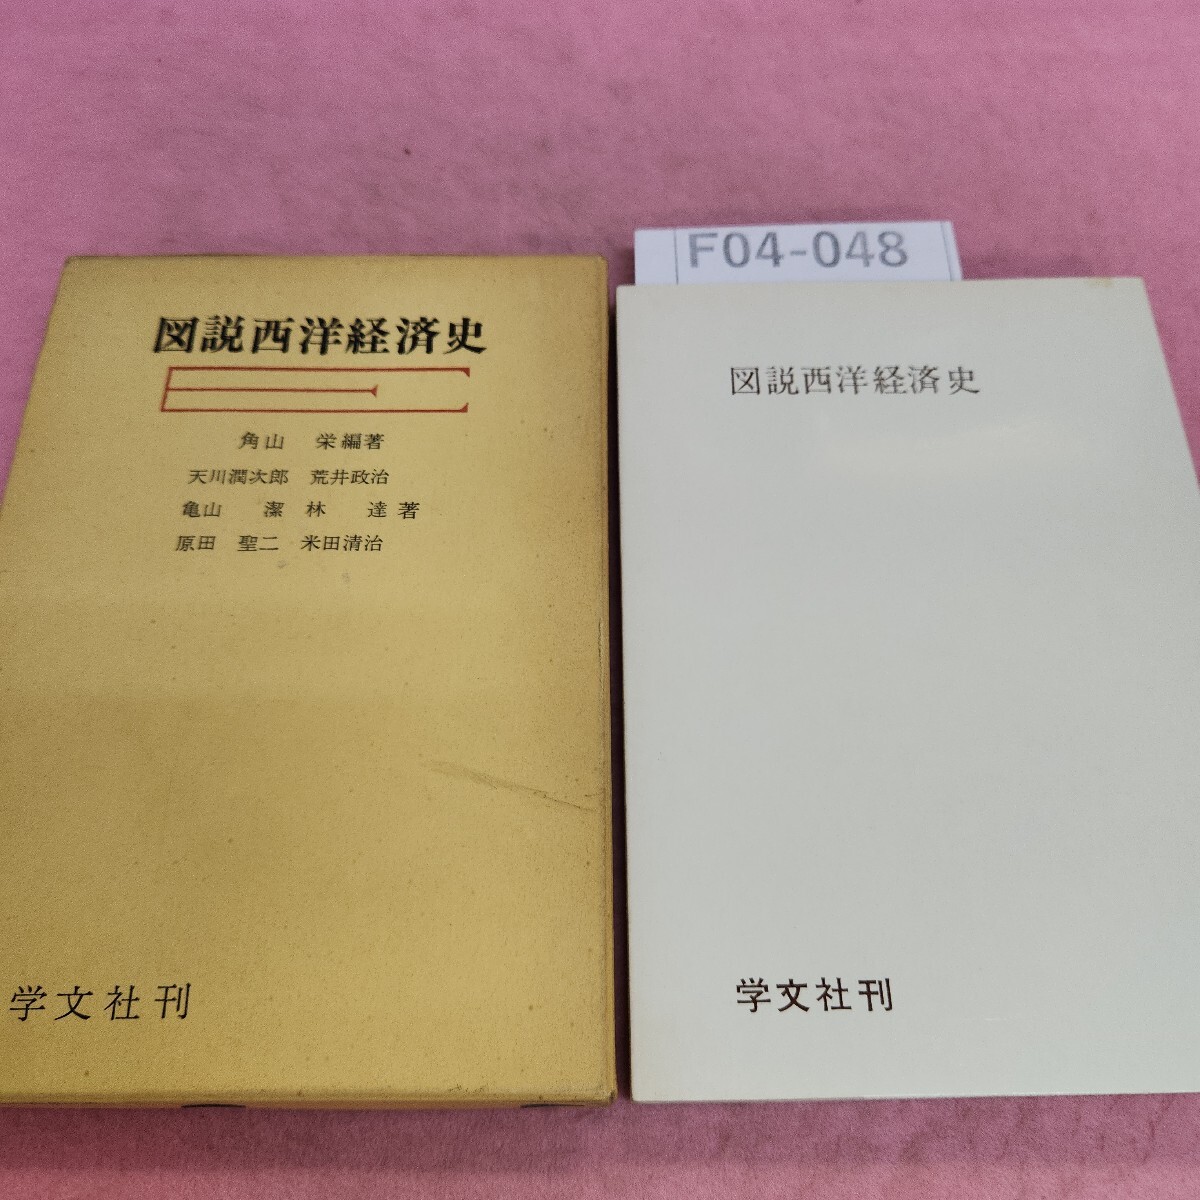 図説西洋経済史
角山 栄編著
天川潤次郎 荒井政治
亀山 潔 林 達著
原田 聖二 米田清治
学文社刊
F04-048
図説西洋経済史
学文社刊